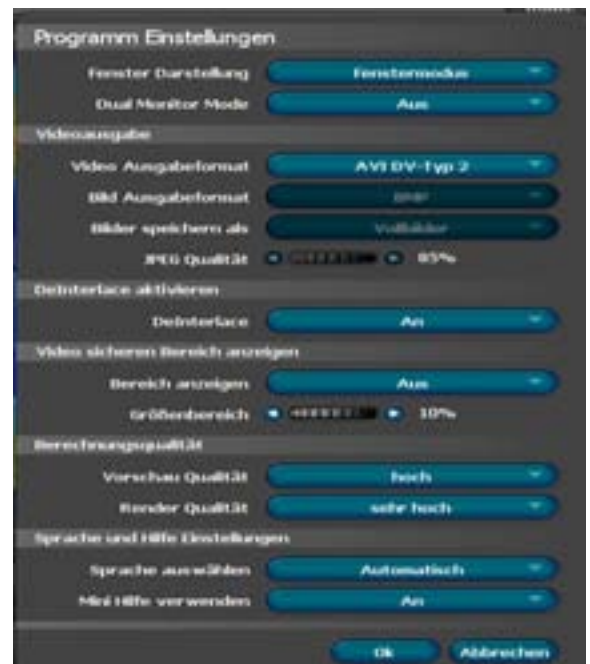 Programm Einstellungen
Fenster Darstellung Fenstermodus
Dual Monitor Mode Aus
Videoausgabe
Video Ausgabeformat AVI DV-Typ 2
Bild Ausgabeformat BMP
Bilder speichern als Vollbilder
JPEG Qualität 85%
DeInterlace aktivieren
DeInterlace An
Video sicheren Bereich anzeigen
Bereich anzeigen Aus
Größenbereich 10%
Berechnungsqualität
Vorschau Qualität hoch
Render Qualität sehr hoch
Sprache und Hilfe Einstellungen
Sprache auswählen Automatisch
Mini Hilfe verwenden An
Ok Abbrechen